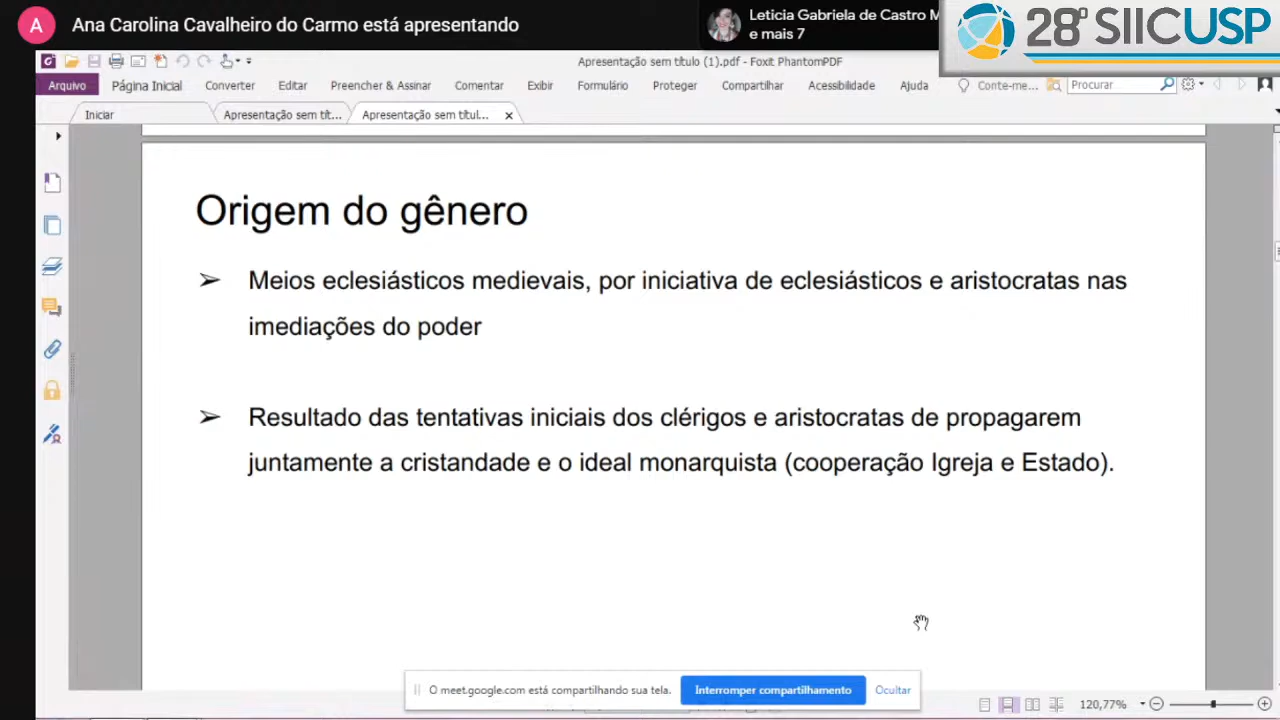 A
Ana Carolina Cavalheiro do Carmo está apresentando
Leticia Gabriela de Castro M
e mais 7
28º SIICUSP
Apresentação sem título (1).pdf - Foxit PhantomPDF
Arquivo Página Inicial Converter Editar Preencher & Assinar Comentar Exibir Formulário Proteger Compartilhar Acessibilidade Ajuda Conte-me... Procurar...
Iniciar Apresentação sem tít... Apresentação sem títul... ×
Origem do gênero
➢ Meios eclesiásticos medievais, por iniciativa de eclesiásticos e aristocratas nas
imediações do poder
➢ Resultado das tentativas iniciais dos clérigos e aristocratas de propagarem
juntamente a cristandade e o ideal monarquista (cooperação Igreja e Estado).
O meet.google.com está compartilhando sua tela. Interromper compartilhamento Ocultar
120,77%